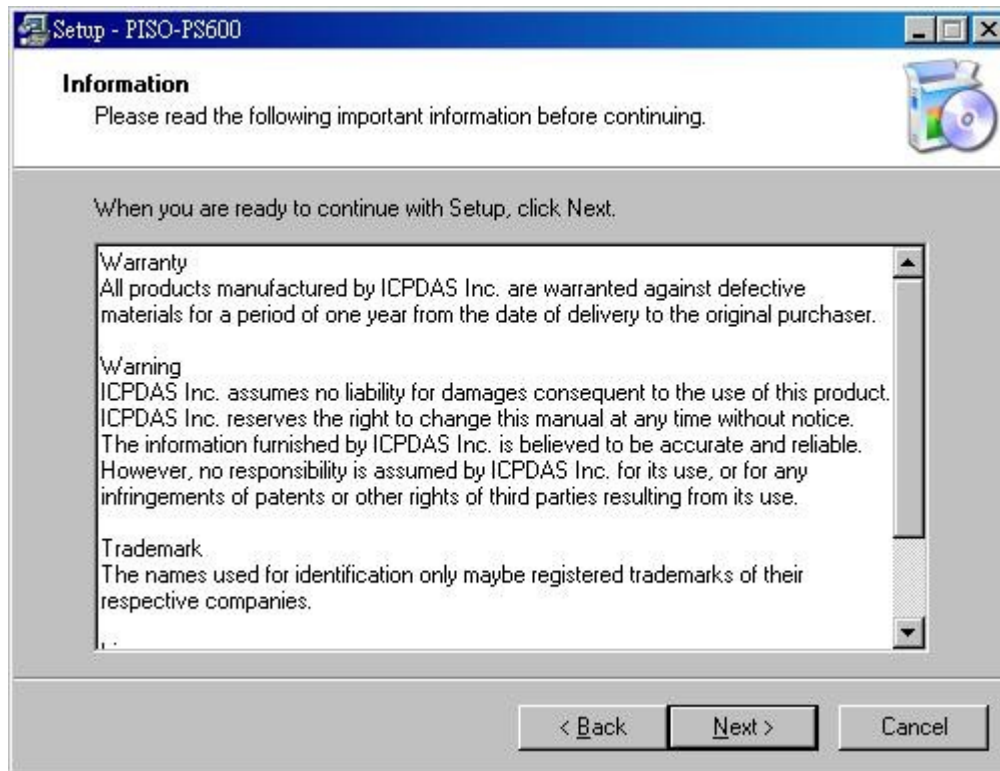 Setup - PISO-PS600
Information
Please read the following important information before continuing.
When you are ready to continue with Setup, click Next.
Warranty
All products manufactured by ICPDAS Inc. are warranted against defective
materials for a period of one year from the date of delivery to the original purchaser.
Warning
ICPDAS Inc. assumes no liability for damages consequent to the use of this product.
ICPDAS Inc. reserves the right to change this manual at any time without notice.
The information furnished by ICPDAS Inc. is believed to be accurate and reliable.
However, no responsibility is assumed by ICPDAS Inc. for its use, or for any
infringements of patents or other rights of third parties resulting from its use.
Trademark
The names used for identification only maybe registered trademarks of their
respective companies.
< Back
Next >
Cancel